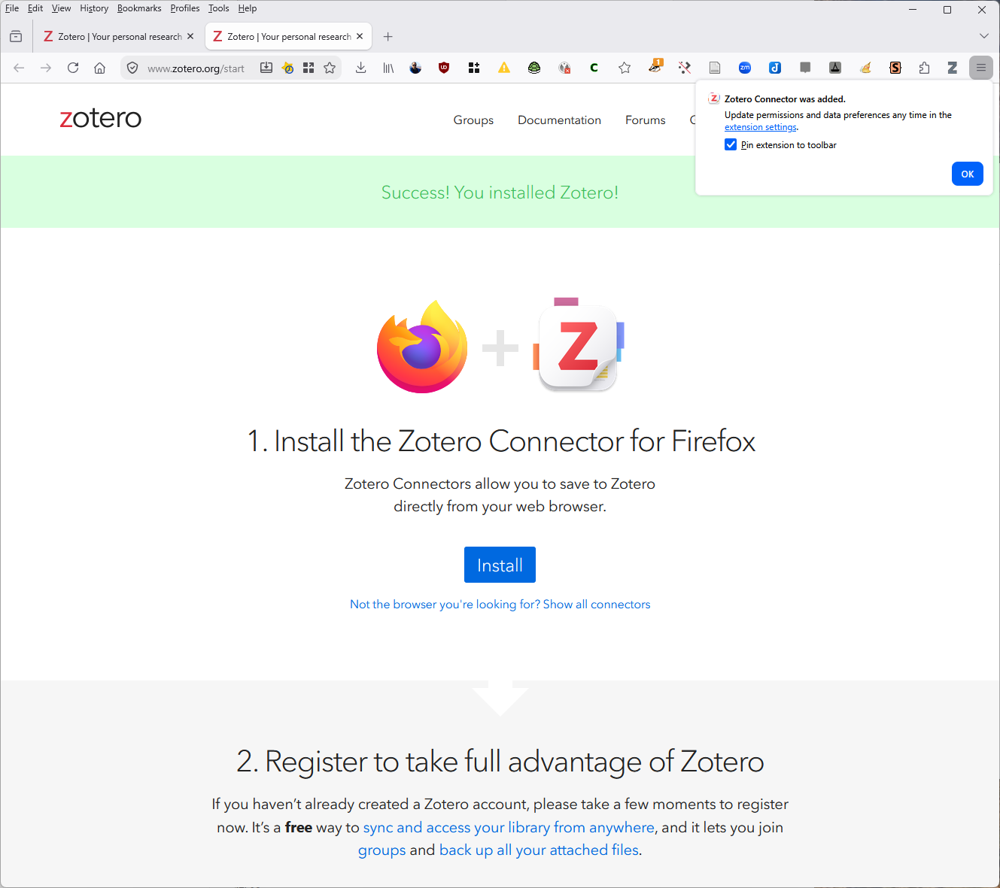 File Edit View History Bookmarks Profiles Tools Help
Zotero | Your personal research
Zotero | Your personal research
www.zotero.org/start
zotero
Groups Documentation Forums
Zotero Connector was added.
Update permissions and data preferences any time in the
extension settings.
Pin extension to toolbar
OK
Success! You installed Zotero!
1. Install the Zotero Connector for Firefox
Zotero Connectors allow you to save to Zotero
directly from your web browser.
Install
Not the browser you're looking for? Show all connectors
2. Register to take full advantage of Zotero
If you haven’t already created a Zotero account, please take a few moments to register
now. It’s a free way to sync and access your library from anywhere, and it lets you join
groups and back up all your attached files.